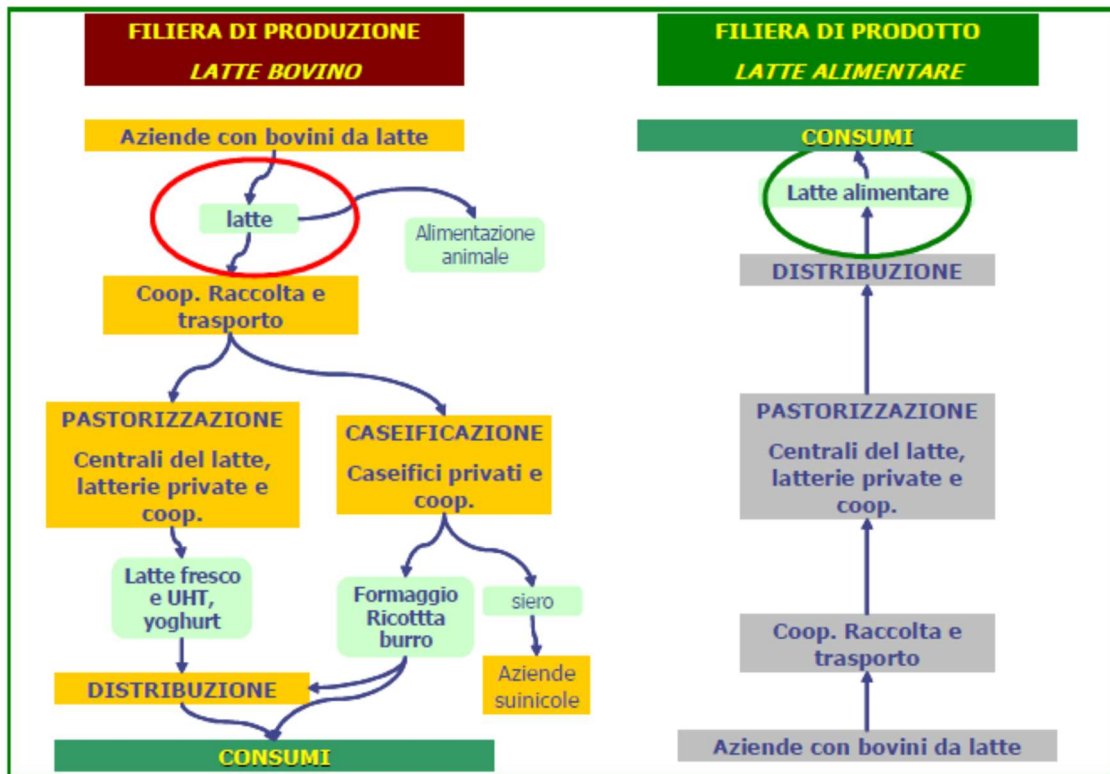 FILIERA DI PRODUZIONE
LATTE BOVINO
Aziende con bovini da latte
latte
Alimentazione
animale
Coop. Raccolta e
trasporto
PASTORIZZAZIONE
Centrali del latte,
latterie private e
coop.
CASEIFICAZIONE
Caseifici privati e
coop.
Latte fresco
e UHT,
yoghurt
Formaggio
Ricottta
burro
siero
Aziende
suinicole
DISTRIBUZIONE
CONSUMI
FILIERA DI PRODOTTO
LATTE ALIMENTARE
CONSUMI
Latte alimentare
DISTRIBUZIONE
PASTORIZZAZIONE
Centrali del latte,
latterie private e
coop.
Coop. Raccolta e
trasporto
Aziende con bovini da latte